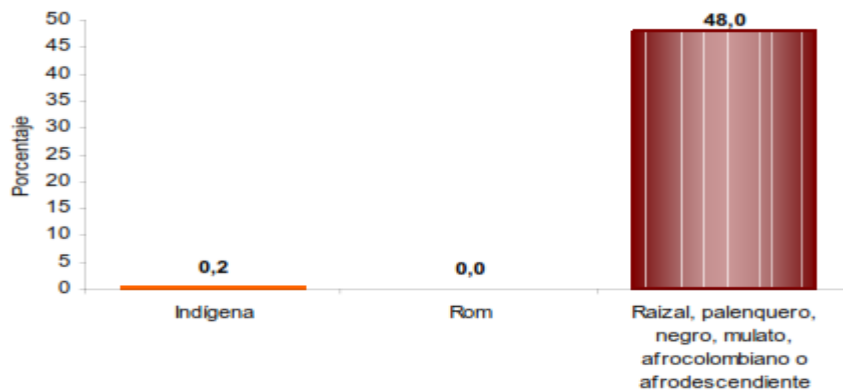 Porcentaje
50
45
40
35
30
25
20
15
10
5
0
0,2
0,0
48,0
Indígena
Rom
Raizal, palenquero,
negro, mulato,
afrocolombiano o
afrodescendiente